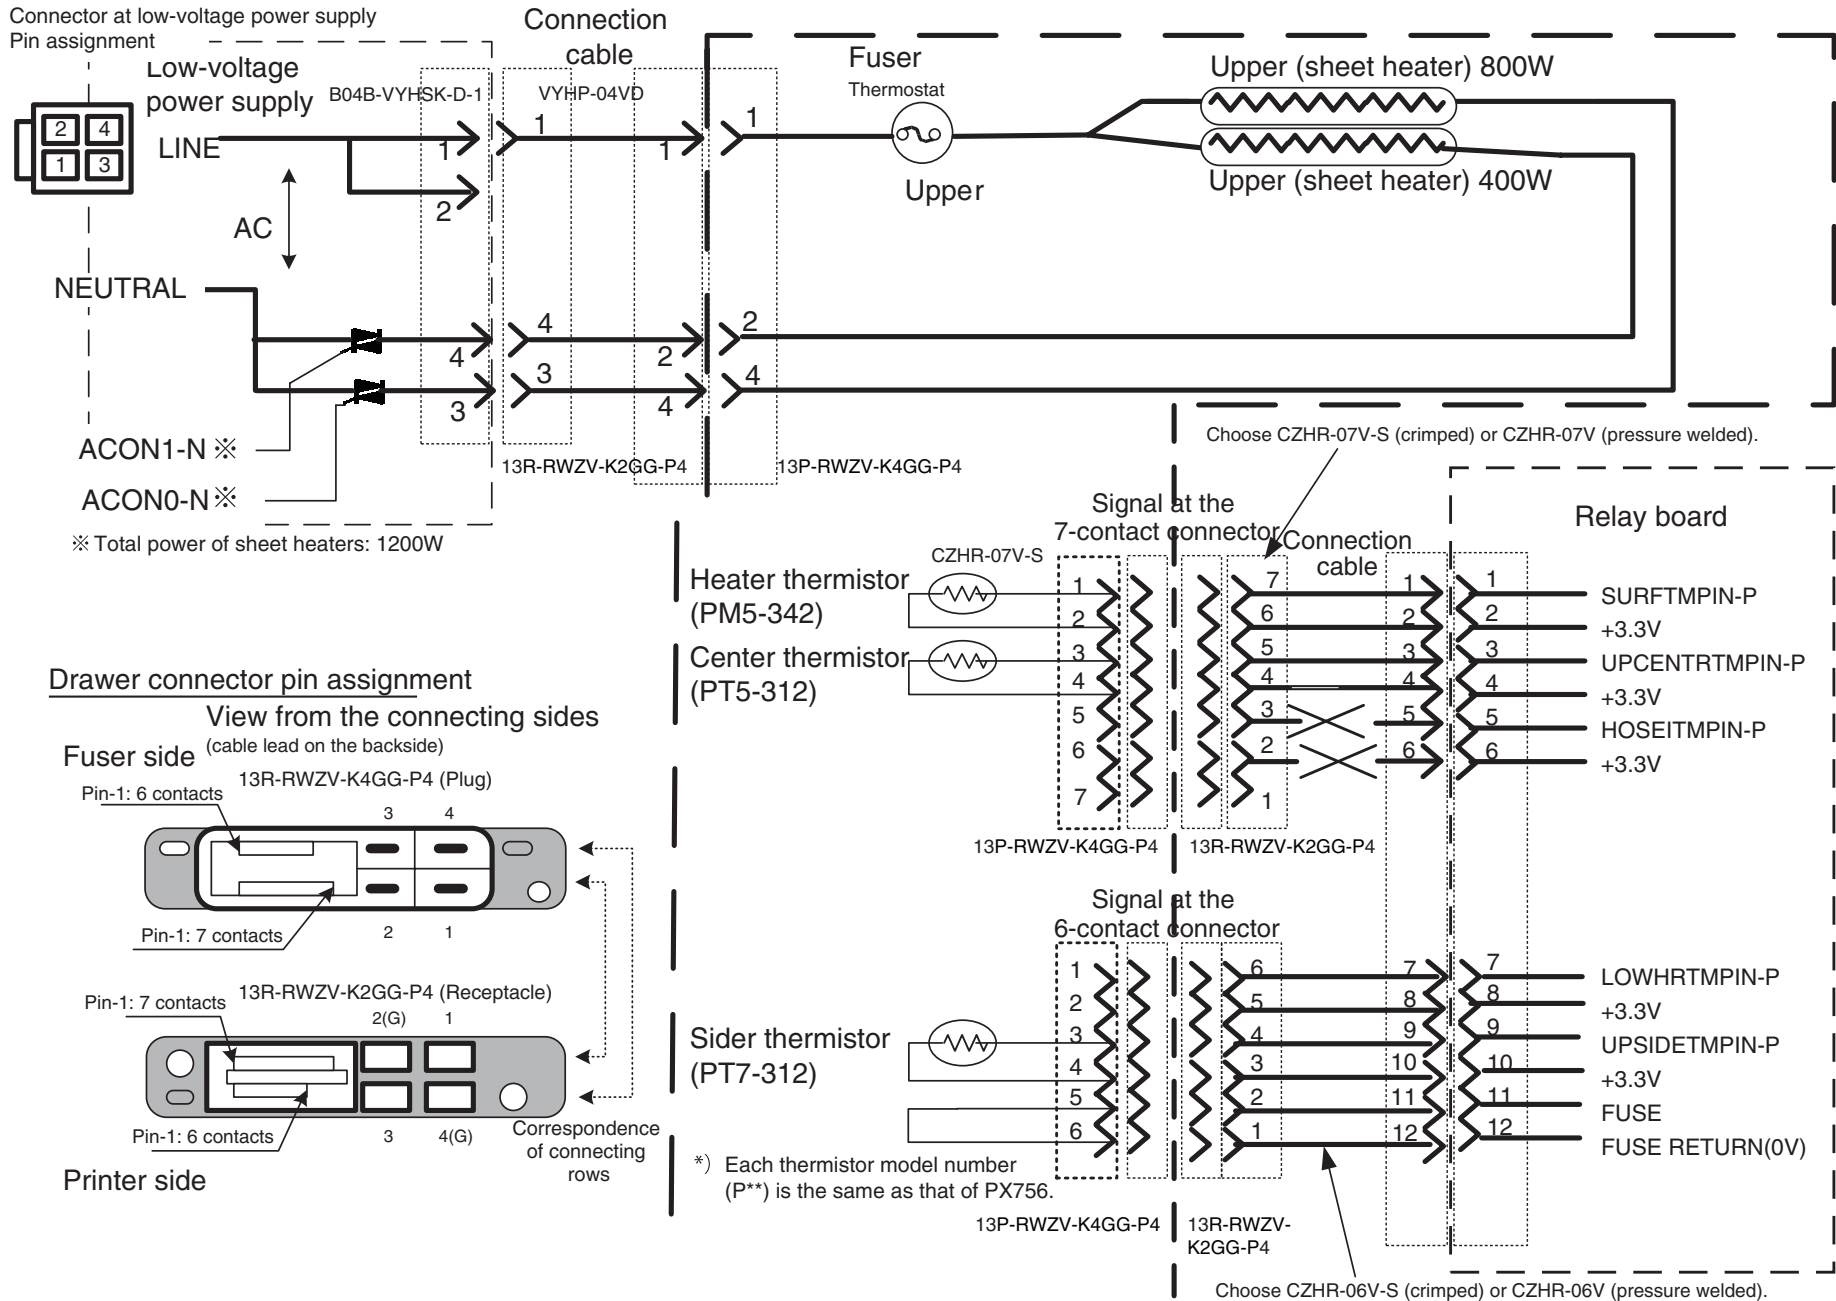 Connector at low-voltage power supply
Pin assignment
Low-voltage
power supply
B04B-VYHSK-D-1
Connection
cable
VYHP-04VD
Fuser
Thermostat
Upper
Upper (sheet heater) 800W
Upper (sheet heater) 400W
2 4
1 3
LINE
1
1
1
1
2
AC
NEUTRAL
4
4
2
2
3
3
4
4
ACON1-N ※
ACON0-N ※
※ Total power of sheet heaters: 1200W
13R-RWZV-K2GG-P4
13P-RWZV-K4GG-P4
Choose CZHR-07V-S (crimped) or CZHR-07V (pressure welded).
Signal at the
7-contact connector
Connection
cable
Relay board
CZHR-07V-S
Heater thermistor
(PM5-342)
Center thermistor
(PT5-312)
1 7 1 1 SURFTMPIN-P
2 6 2 2 +3.3V
3 5 3 3 UPCENTRTMPIN-P
4 4 4 4 +3.3V
5 3 5 5 HOSEITMPIN-P
6 2 6 6 +3.3V
7 1
13P-RWZV-K4GG-P4
13R-RWZV-K2GG-P4
Signal at the
6-contact connector
Sider thermistor
(PT7-312)
1 6 7 7 LOWHRTMPIN-P
2 5 8 8 +3.3V
3 4 9 9 UPSIDETMPIN-P
4 3 10 10 +3.3V
5 2 11 11 FUSE
6 1 12 12 FUSE RETURN(0V)
*) Each thermistor model number
(P**) is the same as that of PX756.
13P-RWZV-K4GG-P4
13R-RWZV-
K2GG-P4
Choose CZHR-06V-S (crimped) or CZHR-06V (pressure welded).
Drawer connector pin assignment
View from the connecting sides
(cable lead on the backside)
Fuser side
13R-RWZV-K4GG-P4 (Plug)
Pin-1: 6 contacts
3 4
Pin-1: 7 contacts
2 1
13R-RWZV-K2GG-P4 (Receptacle)
Pin-1: 7 contacts
2(G) 1
Pin-1: 6 contacts
3 4(G)
Correspondence
of connecting
rows
Printer side